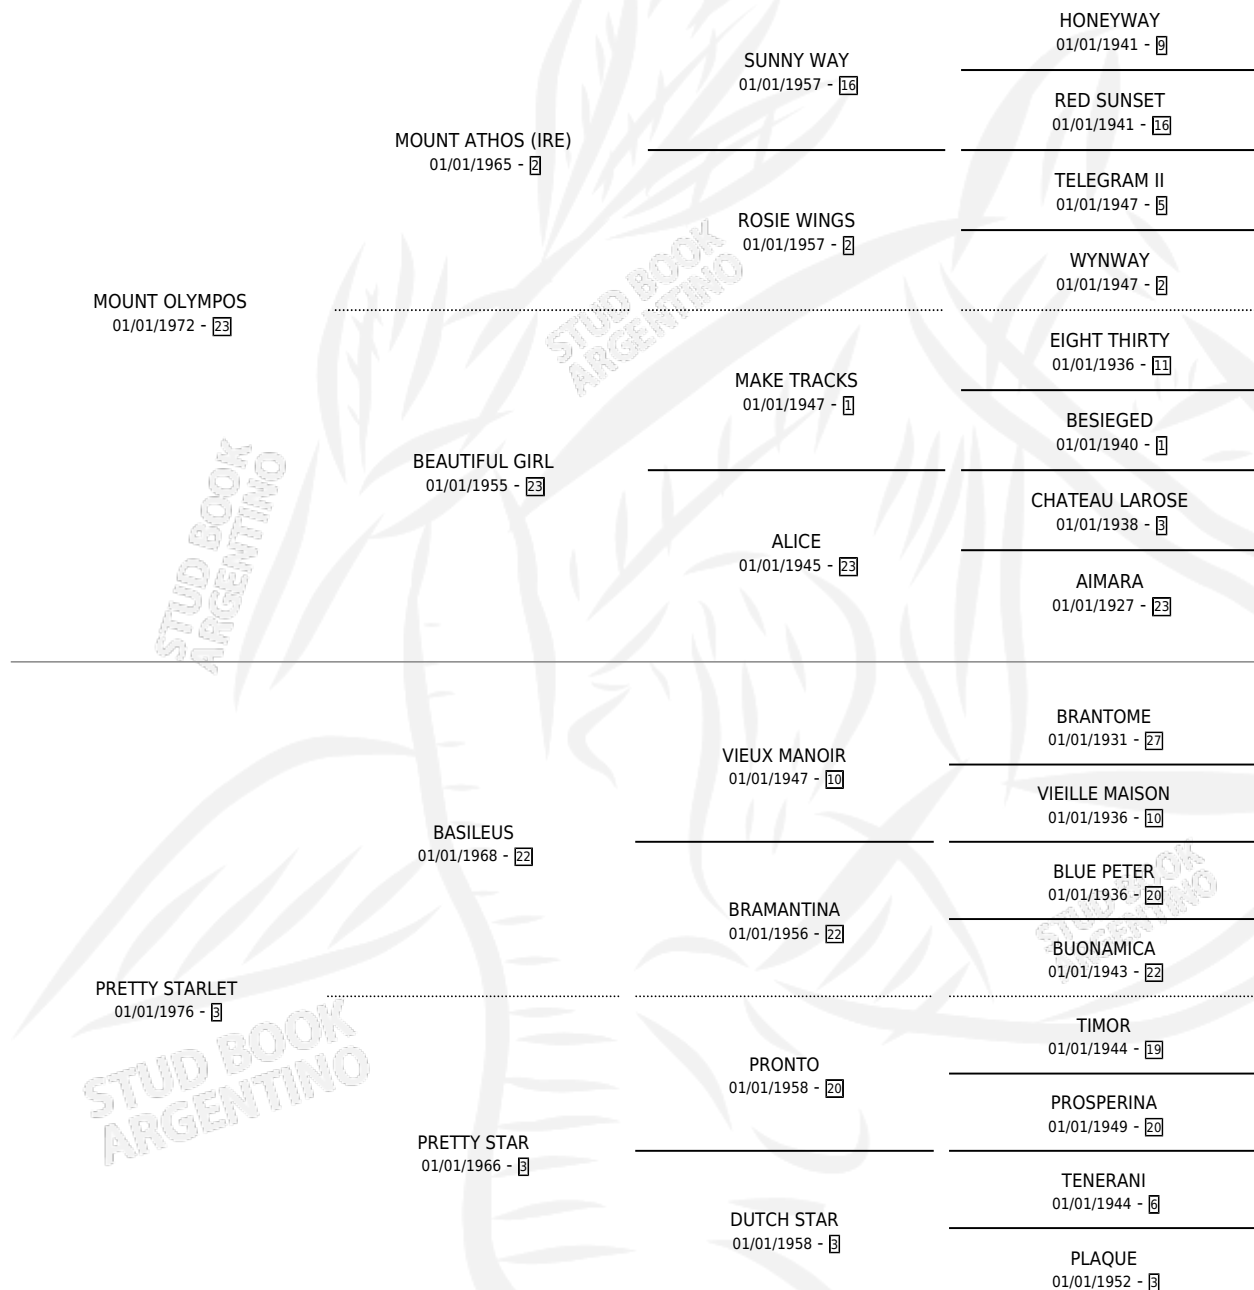 HONEYWAY
01/01/1941 - 9
SUNNY WAY
01/01/1957 - 16
RED SUNSET
01/01/1941 - 16
MOUNT ATHOS (IRE)
01/01/1965 - 2
TELEGRAM II
01/01/1947 - 5
ROSIE WINGS
01/01/1957 - 2
WYNWAY
01/01/1947 - 2
MOUNT OLYMPOS
01/01/1972 - 23
STUD BOOK
ARGENTINO
EIGHT THIRTY
01/01/1936 - 11
MAKE TRACKS
01/01/1947 - 1
BESIEGED
01/01/1940 - 1
BEAUTIFUL GIRL
01/01/1955 - 23
CHATEAU LAROSE
01/01/1938 - 3
ALICE
01/01/1945 - 23
AIMARA
01/01/1927 - 23
STUD BOOK
ARGENTINO
BRANTOME
01/01/1931 - 27
VIEUX MANOIR
01/01/1947 - 10
VIEILLE MAISON
01/01/1936 - 10
BASILEUS
01/01/1968 - 22
BLUE PETER
01/01/1936 - 20
STUD BOOK
ARGENTINO
BRAMANTINA
01/01/1956 - 22
BUONAMICA
01/01/1943 - 22
PRETTY STARLET
01/01/1976 - 3
STUD BOOK
ARGENTINO
TIMOR
01/01/1944 - 19
PRONTO
01/01/1958 - 20
PROSPERINA
01/01/1949 - 20
PRETTY STAR
01/01/1966 - 3
TENERANI
01/01/1944 - 6
DUTCH STAR
01/01/1958 - 3
PLAQUE
01/01/1952 - 3